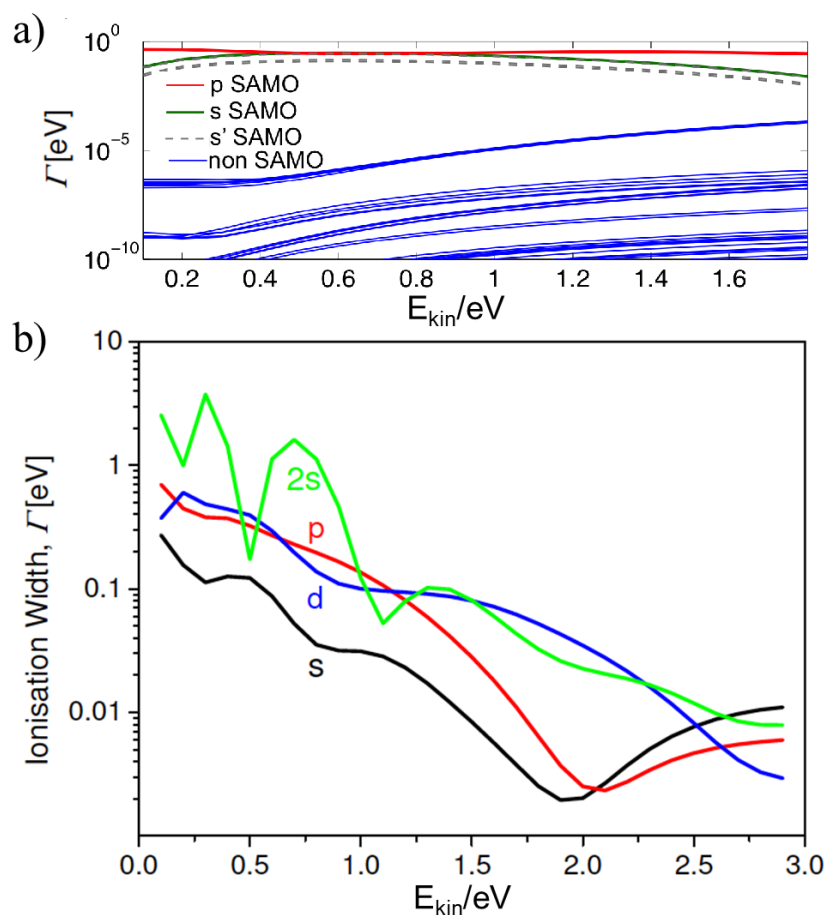 a)
10⁰
p SAMO
s SAMO
s' SAMO
non SAMO
10⁻⁵
10⁻¹⁰
Γ[eV]
0.2 0.4 0.6 0.8 1 1.2 1.4 1.6
E_kin/eV
b)
10
1
0.1
0.01
Ionisation Width, Γ[eV]
2s
p
d
s
0.0 0.5 1.0 1.5 2.0 2.5 3.0
E_kin/eV